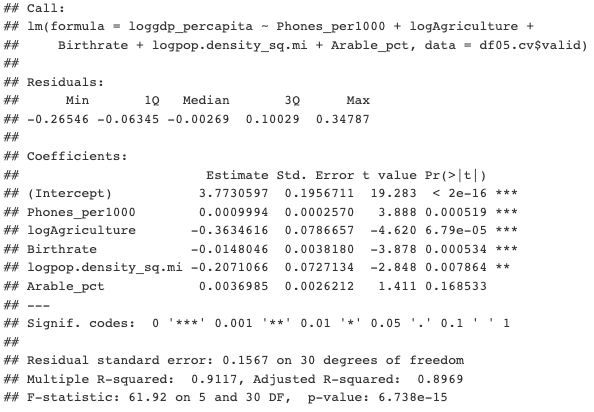 ## Call:
## lm(formula = loggdp_percapita ~ Phones_per1000 + logAgriculture +
##     Birthrate + logpop.density_sq.mi + Arable_pct, data = df05.cv$valid)
##
## Residuals:
##      Min       1Q   Median       3Q      Max
## -0.26546 -0.06345 -0.00269  0.10029  0.34787
##
## Coefficients:
##                        Estimate Std. Error t value Pr(>|t|)
## (Intercept)           3.7730597  0.1956711  19.283  < 2e-16 ***
## Phones_per1000        0.0009994  0.0002570   3.888 0.000519 ***
## logAgriculture       -0.3634616  0.0786657  -4.620 6.79e-05 ***
## Birthrate            -0.0148046  0.0038180  -3.878 0.000534 ***
## logpop.density_sq.mi -0.2071066  0.0727134  -2.848 0.007864 **
## Arable_pct            0.0036985  0.0026212   1.411 0.168533
## ---
## Signif. codes:  0 '***' 0.001 '**' 0.01 '*' 0.05 '.' 0.1 ' ' 1
##
## Residual standard error: 0.1567 on 30 degrees of freedom
## Multiple R-squared:  0.9117, Adjusted R-squared:  0.8969
## F-statistic: 61.92 on 5 and 30 DF,  p-value: 6.738e-15